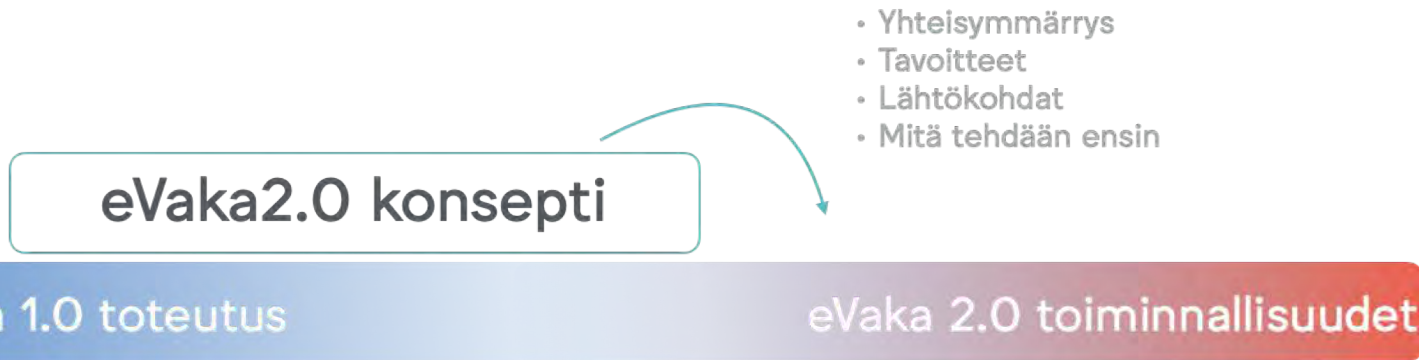 • Yhteisymmärrys
• Tavoitteet
• Lähtökohdat
• Mitä tehdään ensin
eVaka2.0 konsepti
1.0 toteutus
eVaka 2.0 toiminnallisuudet